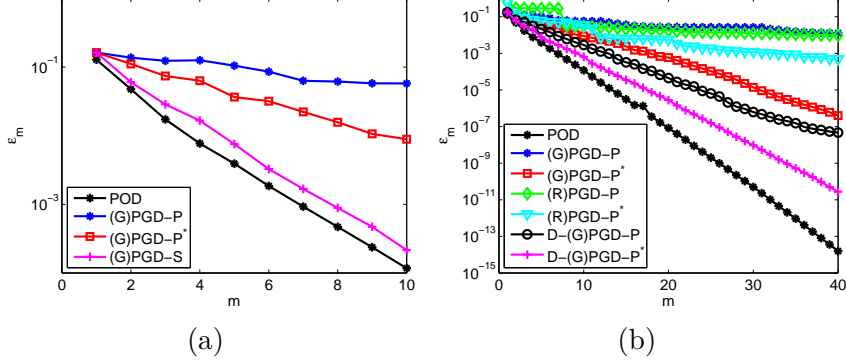 10^{-1}
10^{-3}
ε_m
0 2 4 6 8 10
m
POD
(G)PGD−P
(G)PGD−P^*
(G)PGD−S
(a)
10^{-1}
10^{-3}
10^{-5}
10^{-7}
10^{-9}
10^{-11}
10^{-13}
10^{-15}
ε_m
0 10 20 30 40
m
POD
(G)PGD−P
(G)PGD−P^*
(R)PGD−P
(R)PGD−P^*
D−(G)PGD−P
D−(G)PGD−P^*
(b)